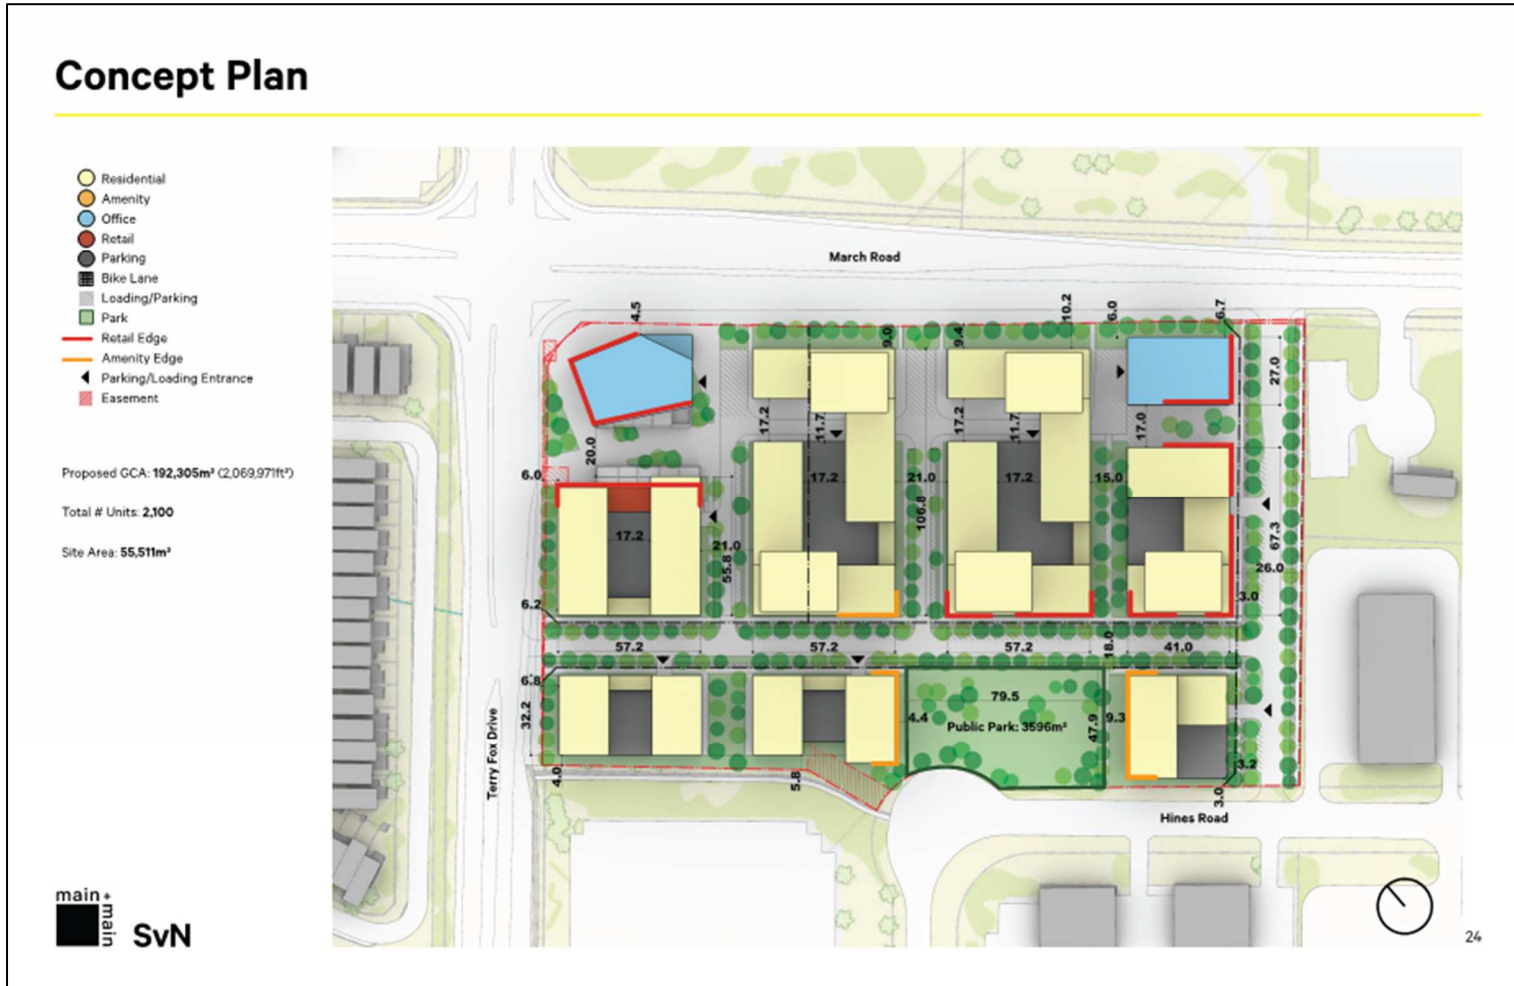 Concept Plan
Residential
Amenity
Office
Retail
Parking
Bike Lane
Loading/Parking
Park
Retail Edge
Amenity Edge
Parking/Loading Entrance
Easement
Proposed GCA: 192,305m² (2,069,971ft²)
Total # Units: 2,100
Site Area: 55,511m²
March Road
4.5
9.0
9.4
10.2
6.0
6.7
27.0
17.2
11.7
17.2
11.7
17.0
20.0
6.0
17.2
21.0
17.2
15.0
106.8
17.2
21.0
55.8
67.3
26.0
6.2
3.0
57.2
57.2
57.2
18.0
41.0
6.8
32.2
79.5
4.4
Public Park: 3596m²
47.9
9.3
3.2
4.0
5.8
3.0
Terry Fox Drive
Hines Road
main+
main
SvN
24